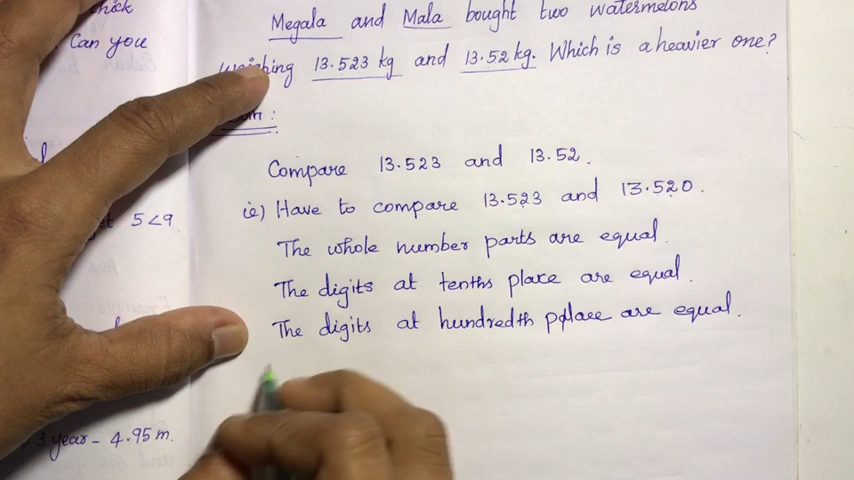 Can you
5<9
3 year - 4.95 m.
Megala and Mala bought two watermelons
13.523 kg and 13.52 kg. Which is a heavier one?
Compare 13.523 and 13.52.
ie) Have to compare 13.523 and 13.520.
The whole number parts are equal.
The digits at tenths place are equal.
The digits at hundredth place are equal.